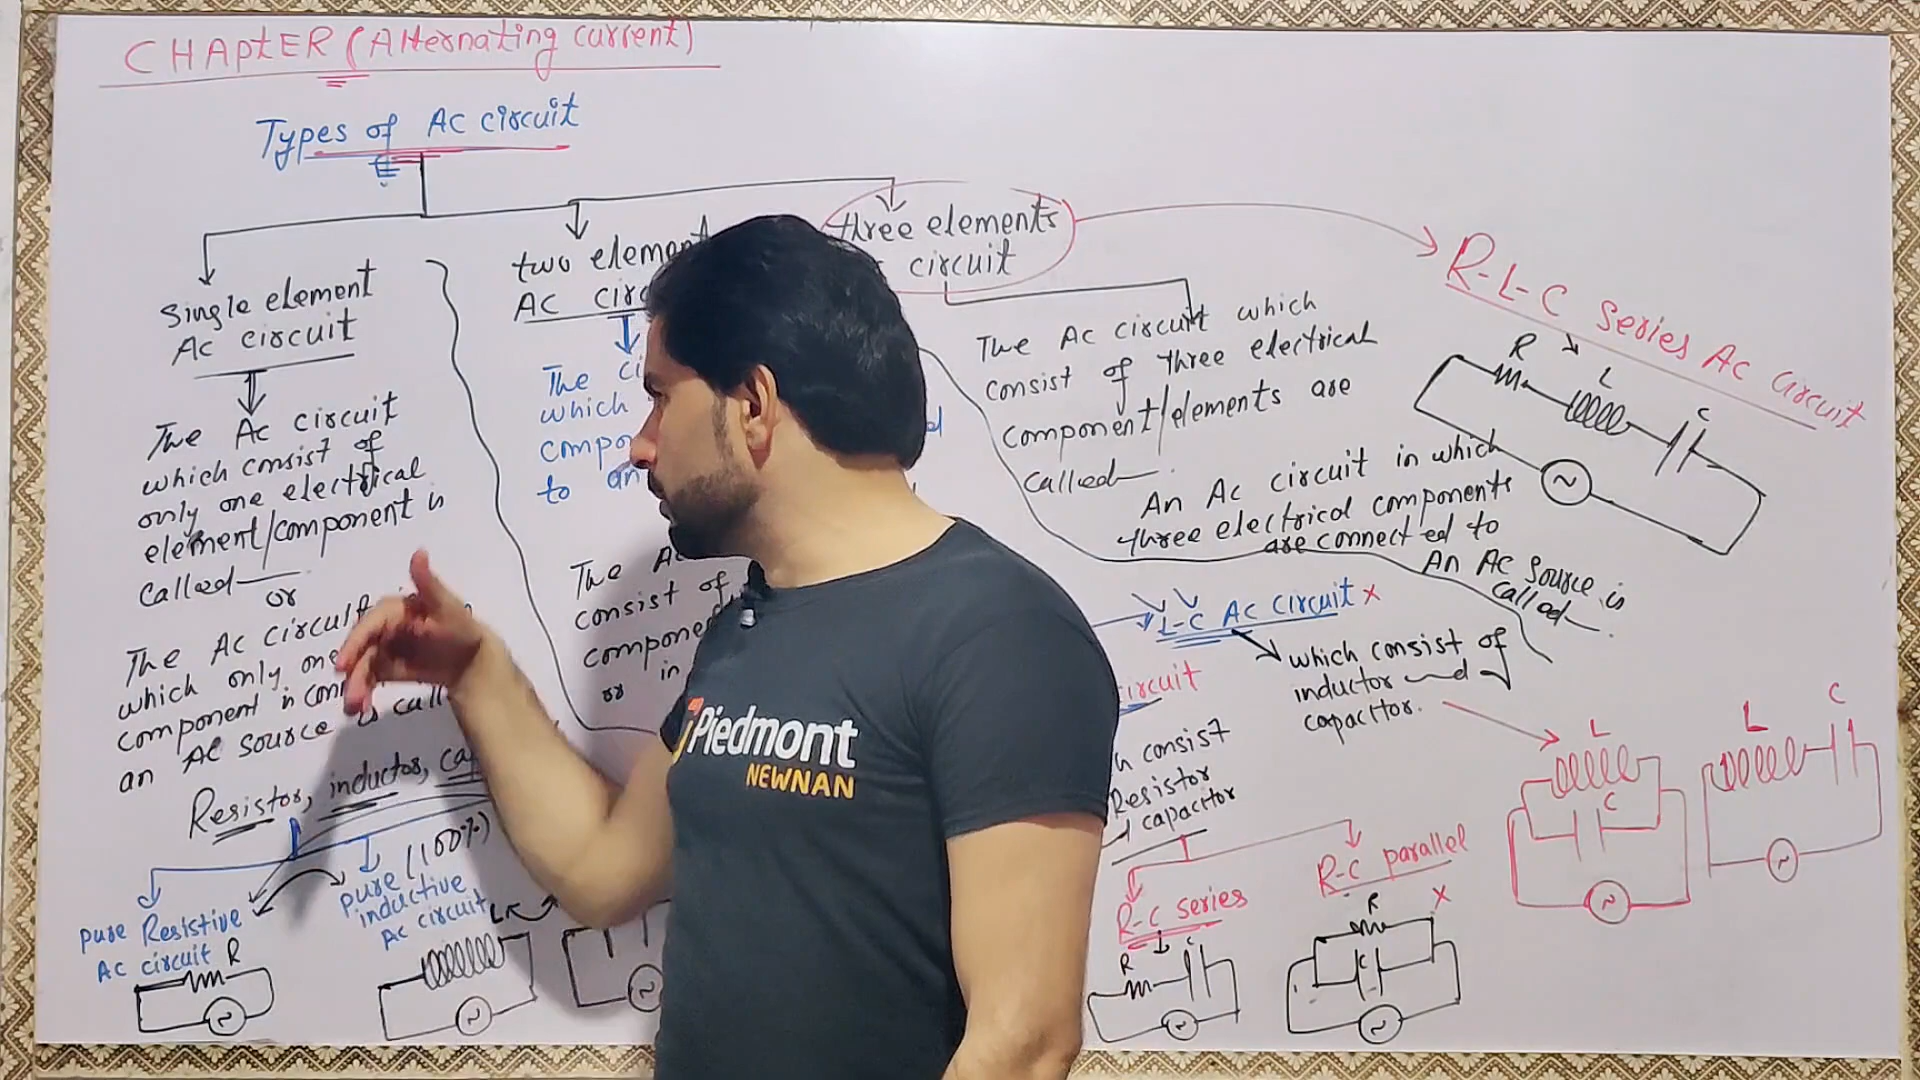 CHAPtER (Alternating current)
Types of AC circuit
Single element
AC circuit
The AC circuit
which consist of
only one electrical
element/component is
Called
or
The AC circuit
which only one
component is
an AC source is
Resistor, inductor,
pure Resistive
AC circuit
R
pure (100%)
inductive
AC circuit
L
two element
AC
The
which
to an
The
consist of
or in
three elements
circuit
The AC circuit which
consist of three electrical
component/elements are
called
An AC circuit in which
three electrical components
are connected to
An AC source is
called
R-L-C series AC circuit
R
L
C
L-C AC circuit x
which consist of
inductor and
capacitor.
L
C
L
C
consist
Resistor
capacitor
R-C series
R
C
R-C parallel
x
R
C
Piedmont
NEWNAN